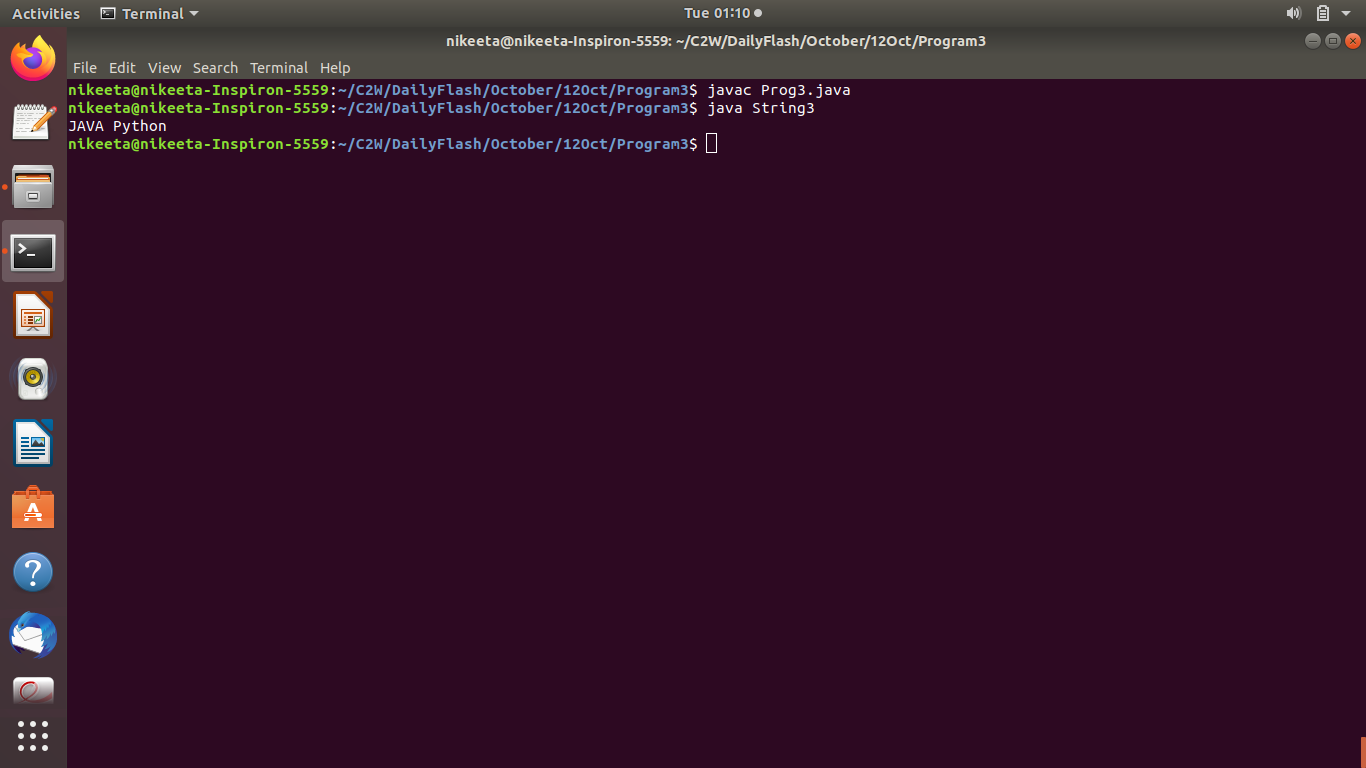 Activities Terminal Tue 01:10
nikeeta@nikeeta-Inspiron-5559: ~/C2W/DailyFlash/October/12Oct/Program3
File Edit View Search Terminal Help
nikeeta@nikeeta-Inspiron-5559:~/C2W/DailyFlash/October/12Oct/Program3$ javac Prog3.java
nikeeta@nikeeta-Inspiron-5559:~/C2W/DailyFlash/October/12Oct/Program3$ java String3
JAVA Python
nikeeta@nikeeta-Inspiron-5559:~/C2W/DailyFlash/October/12Oct/Program3$